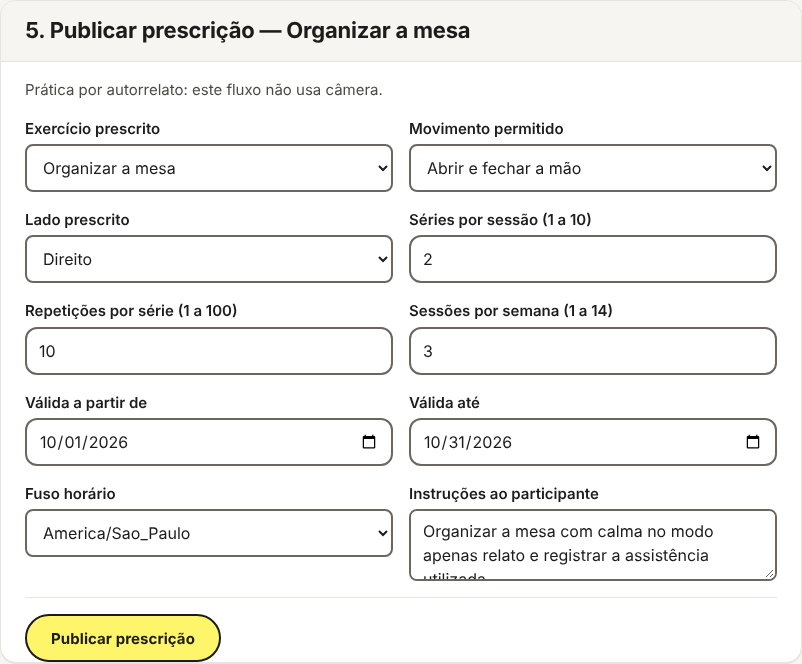 5. Publicar prescrição — Organizar a mesa
Prática por autorrelato: este fluxo não usa câmera.
Exercício prescrito
Movimento permitido
Organizar a mesa
Abrir e fechar a mão
Lado prescrito
Séries por sessão (1 a 10)
Direito
2
Repetições por série (1 a 100)
Sessões por semana (1 a 14)
10
3
Válida a partir de
Válida até
10/01/2026
10/31/2026
Fuso horário
Instruções ao participante
America/Sao_Paulo
Organizar a mesa com calma no modo
apenas relato e registrar a assistência
utilizada.
Publicar prescrição